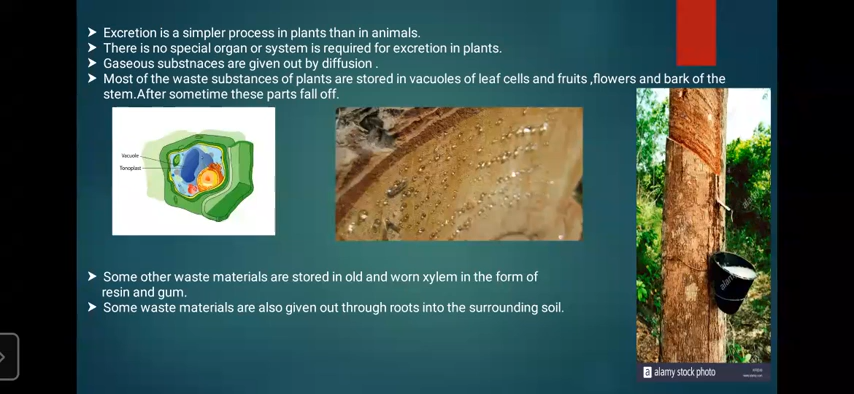 ➤ Excretion is a simpler process in plants than in animals.
➤ There is no special organ or system is required for excretion in plants.
➤ Gaseous substnaces are given out by diffusion .
➤ Most of the waste substances of plants are stored in vacuoles of leaf cells and fruits ,flowers and bark of the
stem.After sometime these parts fall off.
Vacuole
Tonoplast
➤ Some other waste materials are stored in old and worn xylem in the form of
resin and gum.
➤ Some waste materials are also given out through roots into the surrounding soil.
a alamy stock photo